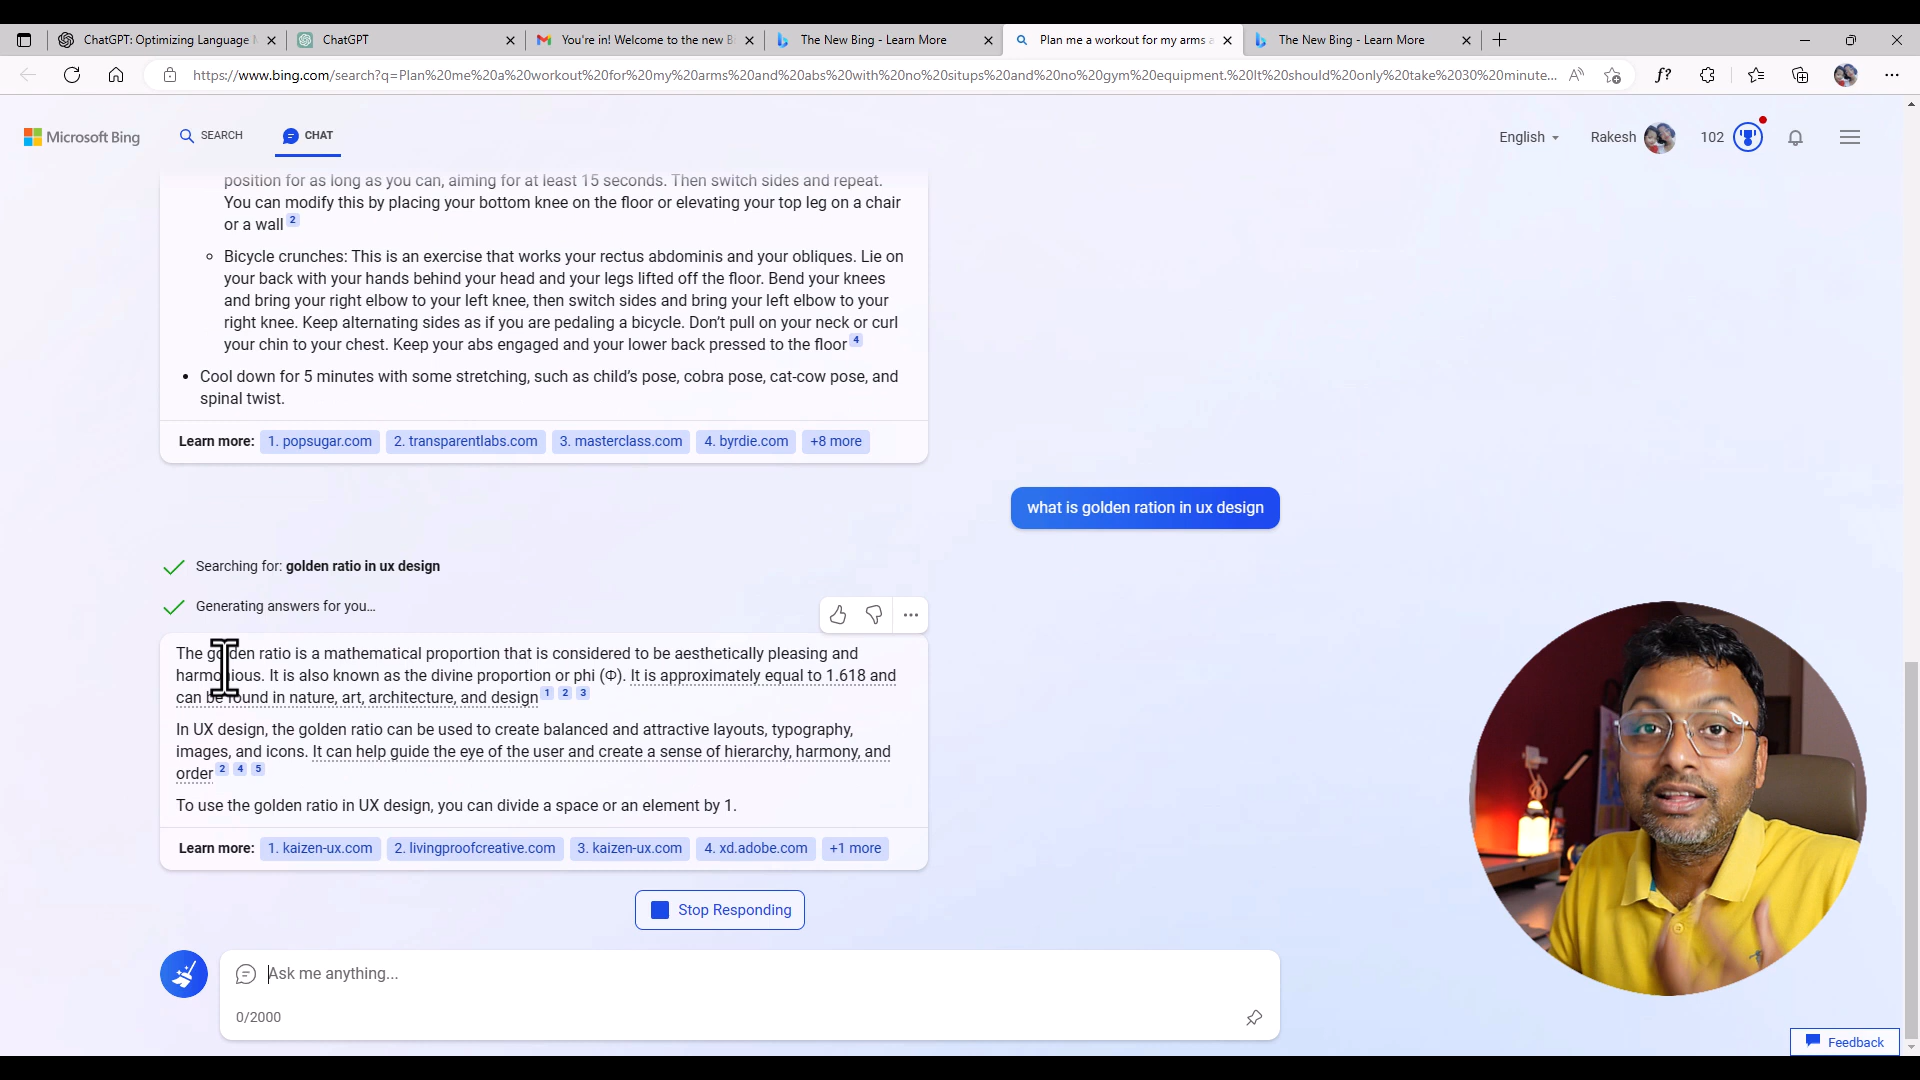 ChatGPT: Optimizing Language
ChatGPT
You're in! Welcome to the new B
The New Bing - Learn More
Plan me a workout for my arms a
The New Bing - Learn More
https://www.bing.com/search?q=Plan%20me%20a%20workout%20for%20my%20arms%20and%20abs%20with%20no%20situps%20and%20no%20gym%20equipment.%20It%20should%20only%20take%2030%20minute...
Microsoft Bing
SEARCH
CHAT
English
Rakesh
102
position for as long as you can, aiming for at least 15 seconds. Then switch sides and repeat.
You can modify this by placing your bottom knee on the floor or elevating your top leg on a chair
or a wall 2
Bicycle crunches: This is an exercise that works your rectus abdominis and your obliques. Lie on
your back with your hands behind your head and your legs lifted off the floor. Bend your knees
and bring your right elbow to your left knee, then switch sides and bring your left elbow to your
right knee. Keep alternating sides as if you are pedaling a bicycle. Don't pull on your neck or curl
your chin to your chest. Keep your abs engaged and your lower back pressed to the floor 4
Cool down for 5 minutes with some stretching, such as child's pose, cobra pose, cat-cow pose, and
spinal twist.
Learn more: 1. popsugar.com 2. transparentlabs.com 3. masterclass.com 4. byrdie.com +8 more
what is golden ration in ux design
Searching for: golden ratio in ux design
Generating answers for you...
The golden ratio is a mathematical proportion that is considered to be aesthetically pleasing and
harmonious. It is also known as the divine proportion or phi (Φ). It is approximately equal to 1.618 and
can be found in nature, art, architecture, and design 1 2 3
In UX design, the golden ratio can be used to create balanced and attractive layouts, typography,
images, and icons. It can help guide the eye of the user and create a sense of hierarchy, harmony, and
order 2 4 5
To use the golden ratio in UX design, you can divide a space or an element by 1.
Learn more: 1. kaizen-ux.com 2. livingproofcreative.com 3. kaizen-ux.com 4. xd.adobe.com +1 more
Stop Responding
Ask me anything...
0/2000
Feedback